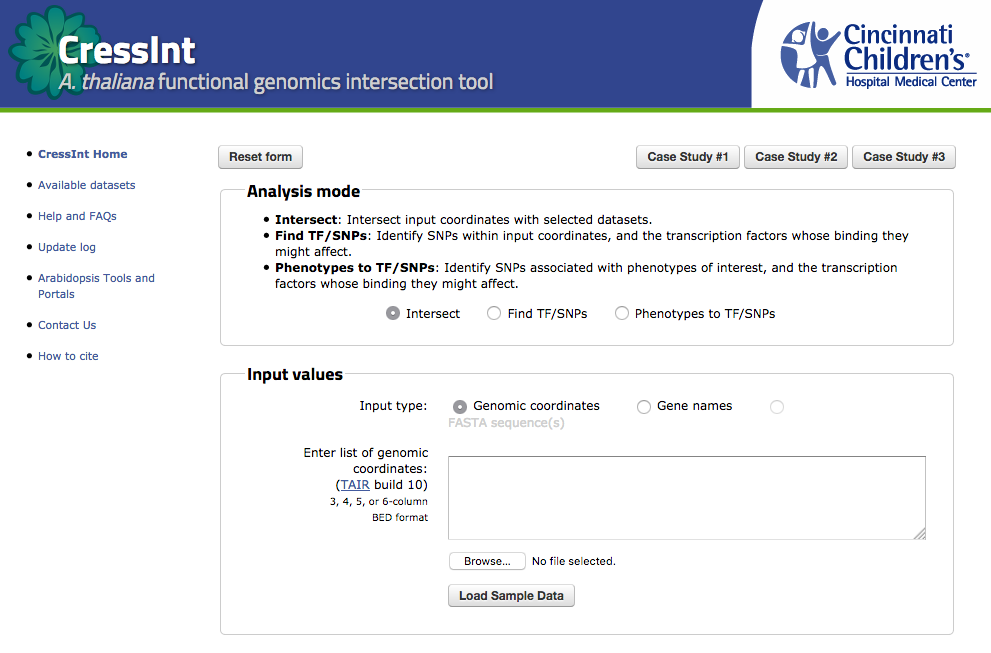 CressInt
A. thaliana functional genomics intersection tool
Cincinnati
Children's®
Hospital Medical Center
CressInt Home
Available datasets
Help and FAQs
Update log
Arabidopsis Tools and
Portals
Contact Us
How to cite
Reset form
Case Study #1
Case Study #2
Case Study #3
Analysis mode
Intersect: Intersect input coordinates with selected datasets.
Find TF/SNPs: Identify SNPs within input coordinates, and the transcription factors whose binding they
might affect.
Phenotypes to TF/SNPs: Identify SNPs associated with phenotypes of interest, and the transcription
factors whose binding they might affect.
Intersect
Find TF/SNPs
Phenotypes to TF/SNPs
Input values
Input type:
Genomic coordinates
Gene names
FASTA sequence(s)
Enter list of genomic
coordinates:
(TAIR build 10)
3, 4, 5, or 6-column
BED format
Browse...
No file selected.
Load Sample Data